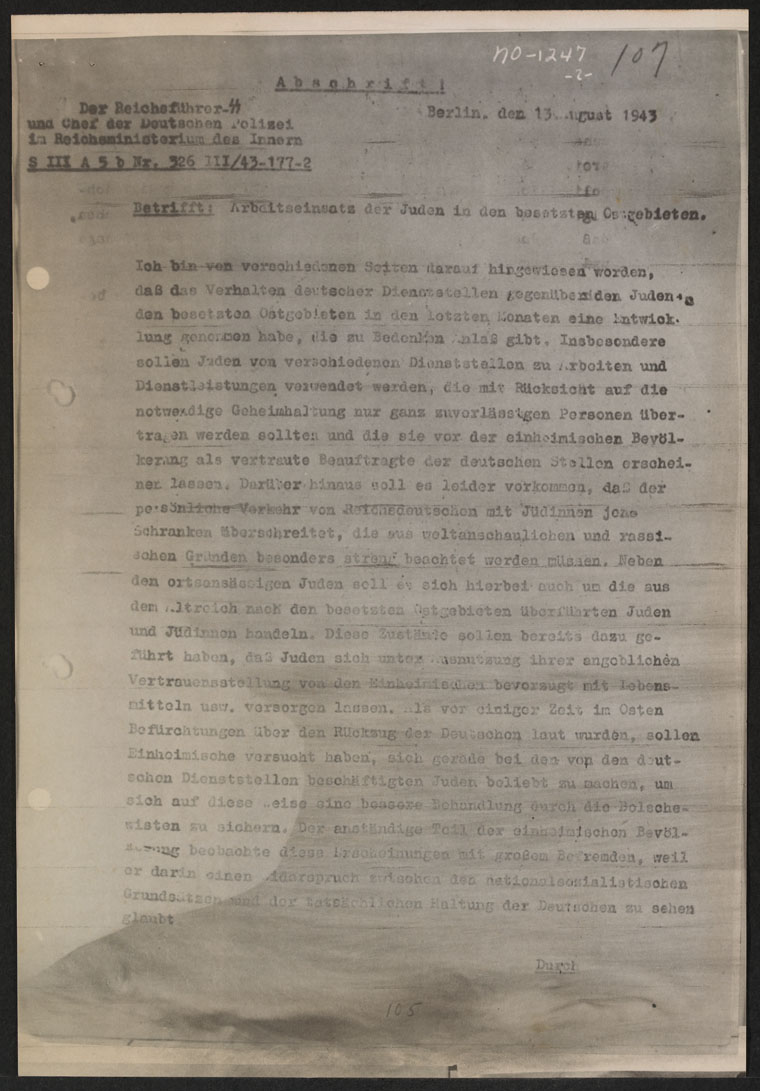 NO-1247
-2-
107
Abschrift!
Der Reichsführer-SS
und Chef der Deutschen Polizei
im Reichsministerium des Innern
Berlin, den 13. August 1943
S III A 5 b Nr. 326 III/43-177-2
Betrifft: Arbeitseinsatz der Juden in den besetzten Ostgebieten.
Ich bin von verschiedenen Seiten darauf hingewiesen worden,
daß das Verhalten deutscher Dienststellen gegenüber den Juden
den besetzten Ostgebieten in den letzten Monaten eine Entwick-
lung genommen habe, die zu Bedenken Anlaß gibt. Insbesondere
sollen Juden von verschiedenen Dienststellen zu Arbeiten und
Dienstleistungen verwendet werden, die mit Rücksicht auf die
notwendige Geheimhaltung nur ganz zuverlässigen Personen über-
tragen werden sollten und die sie vor der einheimischen Bevöl-
kerung als vertraute Beauftragte der deutschen Stellen erschei-
nen lassen. Darüber hinaus soll es leider vorkommen, daß der
persönliche Verkehr von Reichsdeutschen mit Jüdinnen jene
Schranken überschreitet, die aus weltanschaulichen und rassi-
schen Gründen besonders streng beachtet werden müssen. Neben
den ortsansässigen Juden soll es sich hierbei auch um die aus
dem Altreich nach den besetzten Ostgebieten überführten Juden
und Jüdinnen handeln. Diese Zustände sollen bereits dazu ge-
führt haben, daß Juden sich unter Ausnutzung ihrer angeblichen
Vertrauensstellung von den Einheimischen bevorzugt mit Lebens-
mitteln usw. versorgen lassen. Als vor einiger Zeit im Osten
Befürchtungen über den Rückzug der Deutschen laut wurden, sollen
Einheimische versucht haben, sich gerade bei den von den deut-
schen Dienststellen beschäftigten Juden beliebt zu machen, um
sich auf diese Weise eine bessere Behandlung durch die Bolsche-
wisten zu sichern. Der anständige Teil der einheimischen Bevöl-
kerung beobachte diese Erscheinungen mit großem Befremden, weil
er darin einen Widerspruch zwischen den nationalsozialistischen
Grundsätzen und der tatsächlichen Haltung der Deutschen zu sehen
glaubt
Durch
105